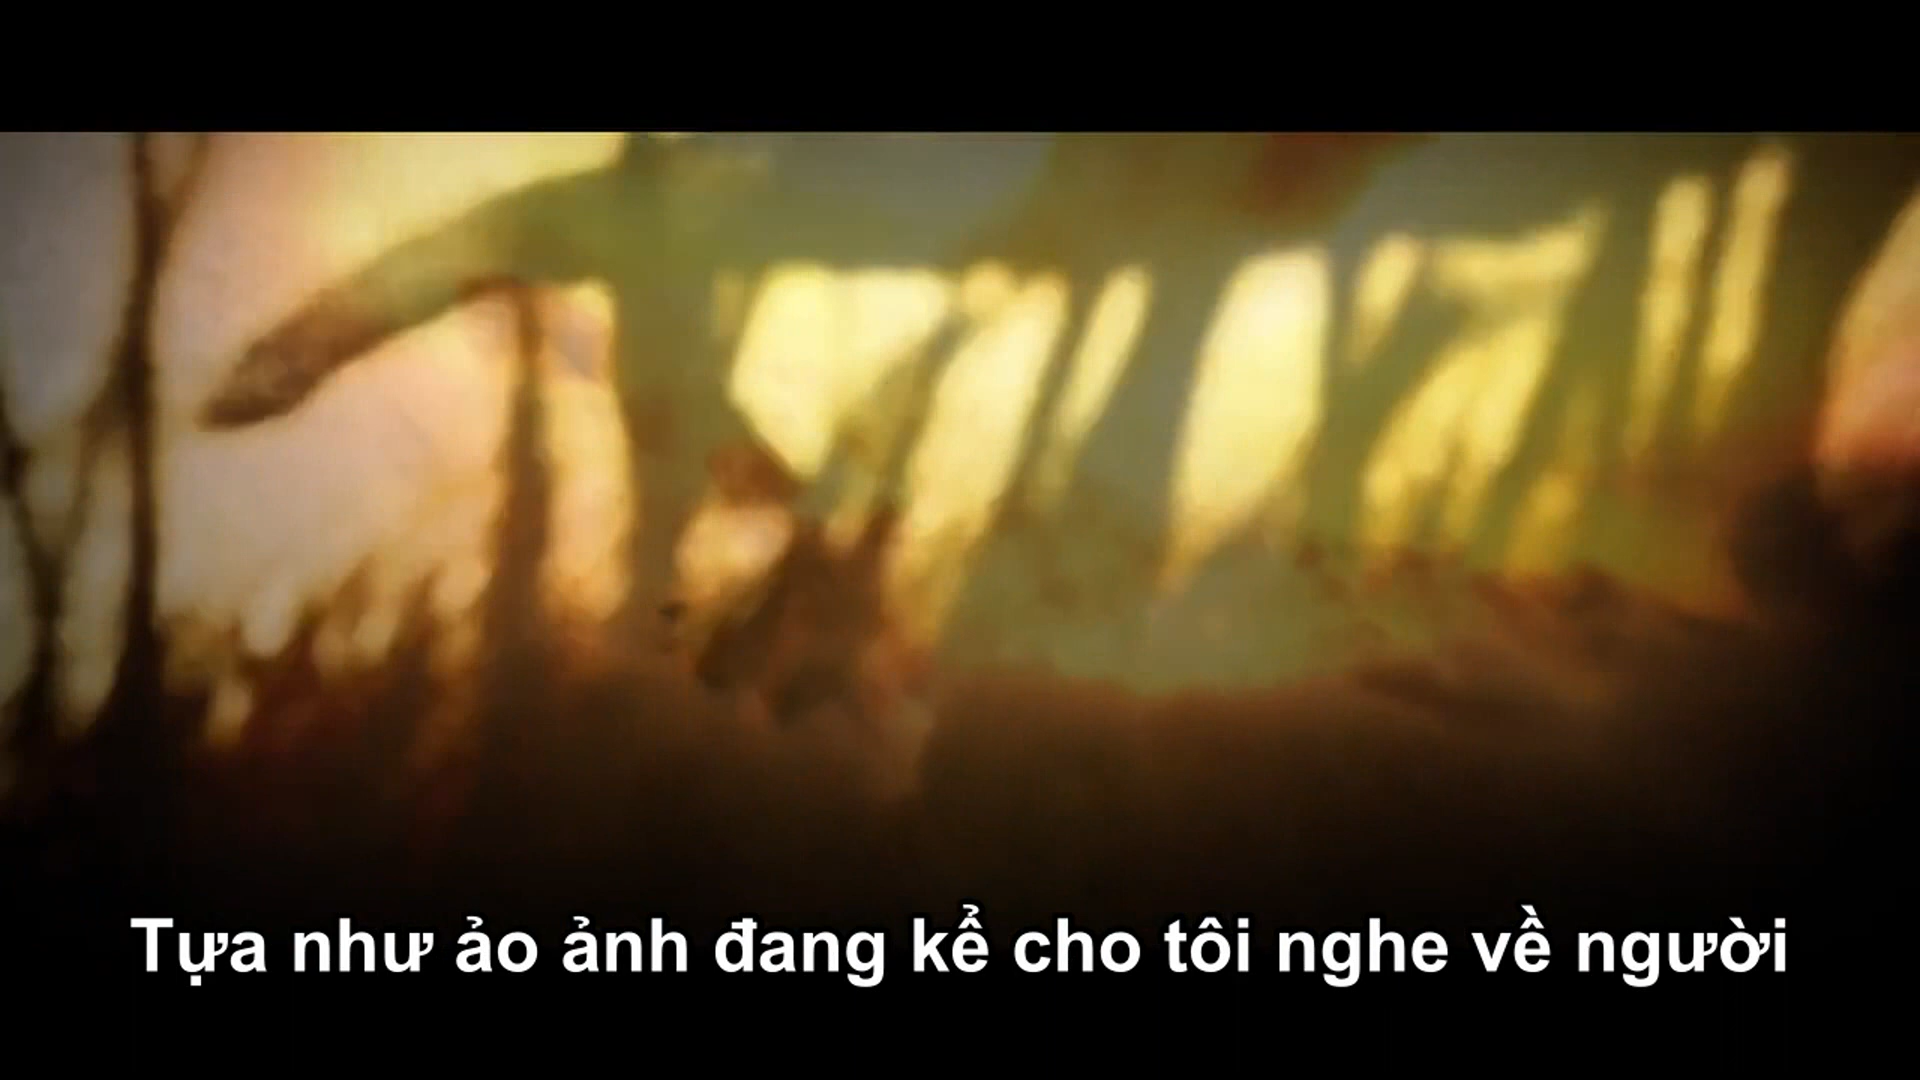 Tựa như ảo ảnh đang kể cho tôi nghe về người